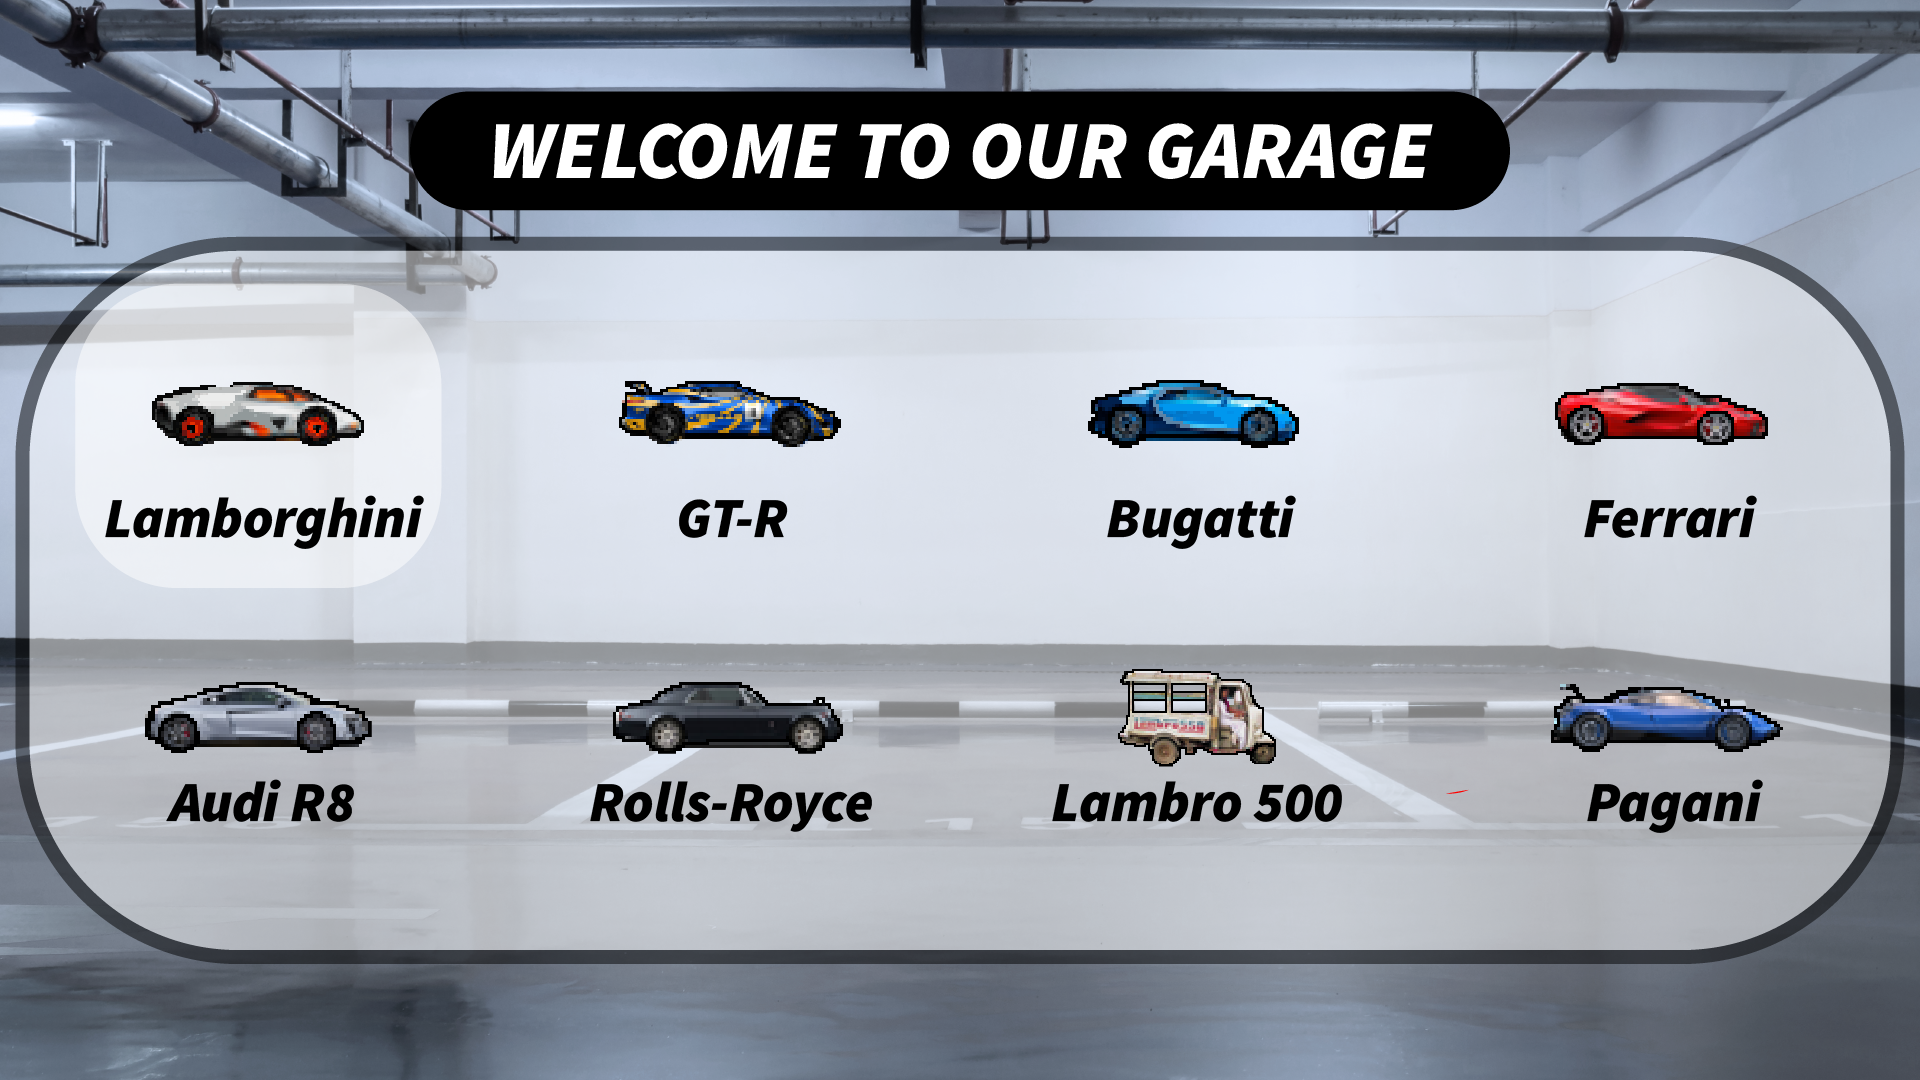 WELCOME TO OUR GARAGE
Lamborghini
GT-R
Bugatti
Ferrari
Audi R8
Rolls-Royce
Lambro 500
Pagani